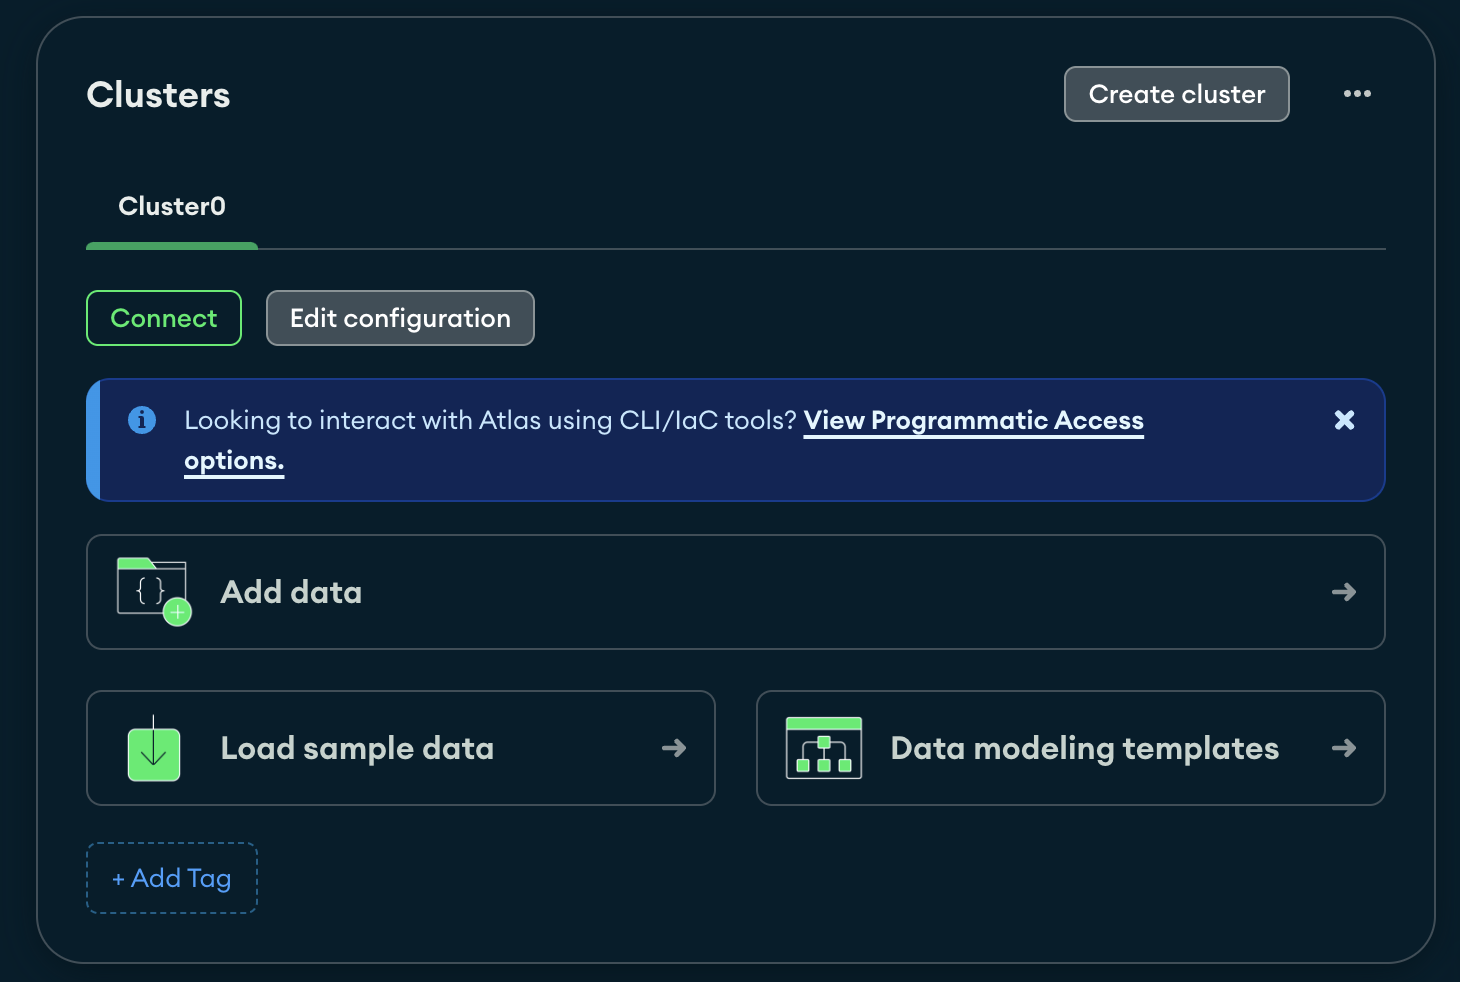 Clusters
Create cluster
Cluster0
Connect
Edit configuration
Looking to interact with Atlas using CLI/IaC tools? View Programmatic Access
options.
{ }
Add data
Load sample data
Data modeling templates
+ Add Tag